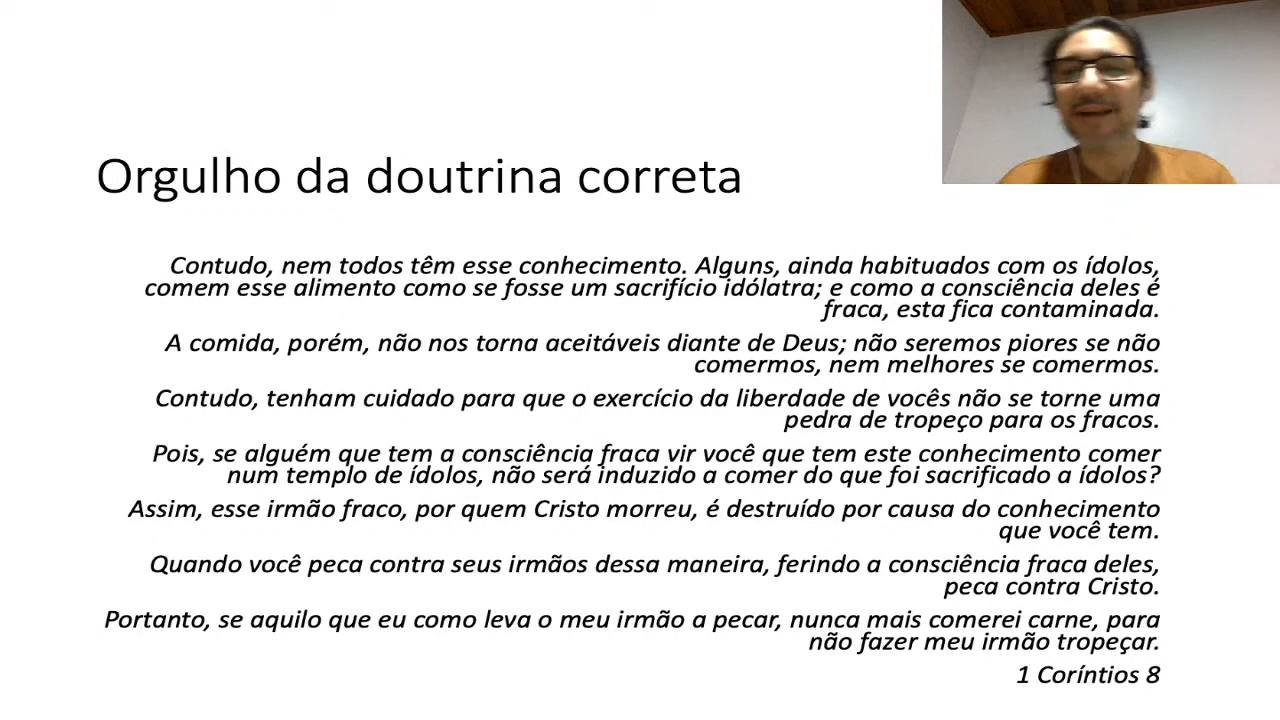 Orgulho da doutrina correta
Contudo, nem todos têm esse conhecimento. Alguns, ainda habituados com os ídolos,
comem esse alimento como se fosse um sacrifício idólatra; e como a consciência deles é
fraca, esta fica contaminada.
A comida, porém, não nos torna aceitáveis diante de Deus; não seremos piores se não
comermos, nem melhores se comermos.
Contudo, tenham cuidado para que o exercício da liberdade de vocês não se torne uma
pedra de tropeço para os fracos.
Pois, se alguém que tem a consciência fraca vir você que tem este conhecimento comer
num templo de ídolos, não será induzido a comer do que foi sacrificado a ídolos?
Assim, esse irmão fraco, por quem Cristo morreu, é destruído por causa do conhecimento
que você tem.
Quando você peca contra seus irmãos dessa maneira, ferindo a consciência fraca deles,
peca contra Cristo.
Portanto, se aquilo que eu como leva o meu irmão a pecar, nunca mais comerei carne, para
não fazer meu irmão tropeçar.
1 Coríntios 8